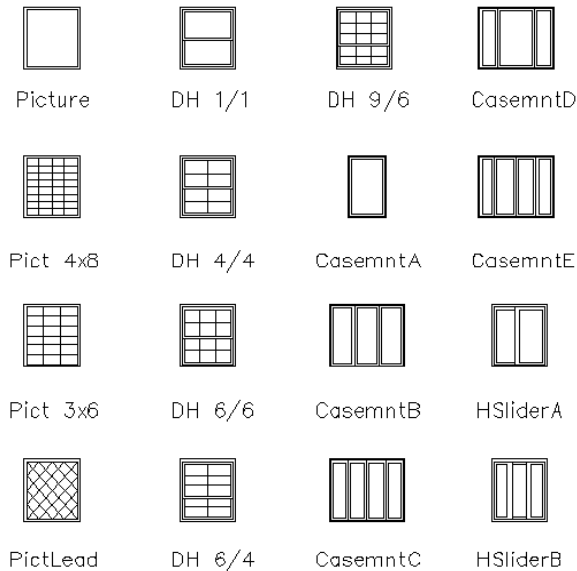 Picture DH 1/1 DH 9/6 CasemntD
Pict 4x8 DH 4/4 CasemntA CasemntE
Pict 3x6 DH 6/6 CasemntB HSliderA
PictLead DH 6/4 CasemntC HSliderB